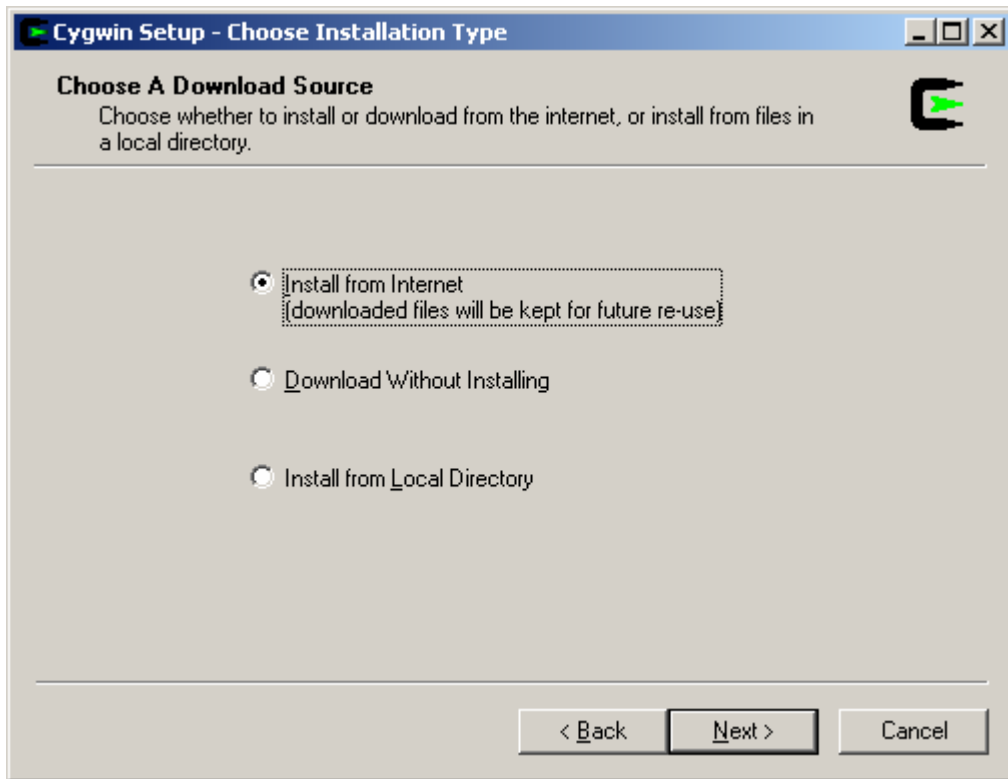 Cygwin Setup - Choose Installation Type
Choose A Download Source
Choose whether to install or download from the internet, or install from files in
a local directory.
Install from Internet
(downloaded files will be kept for future re-use)
Download Without Installing
Install from Local Directory
< Back
Next >
Cancel